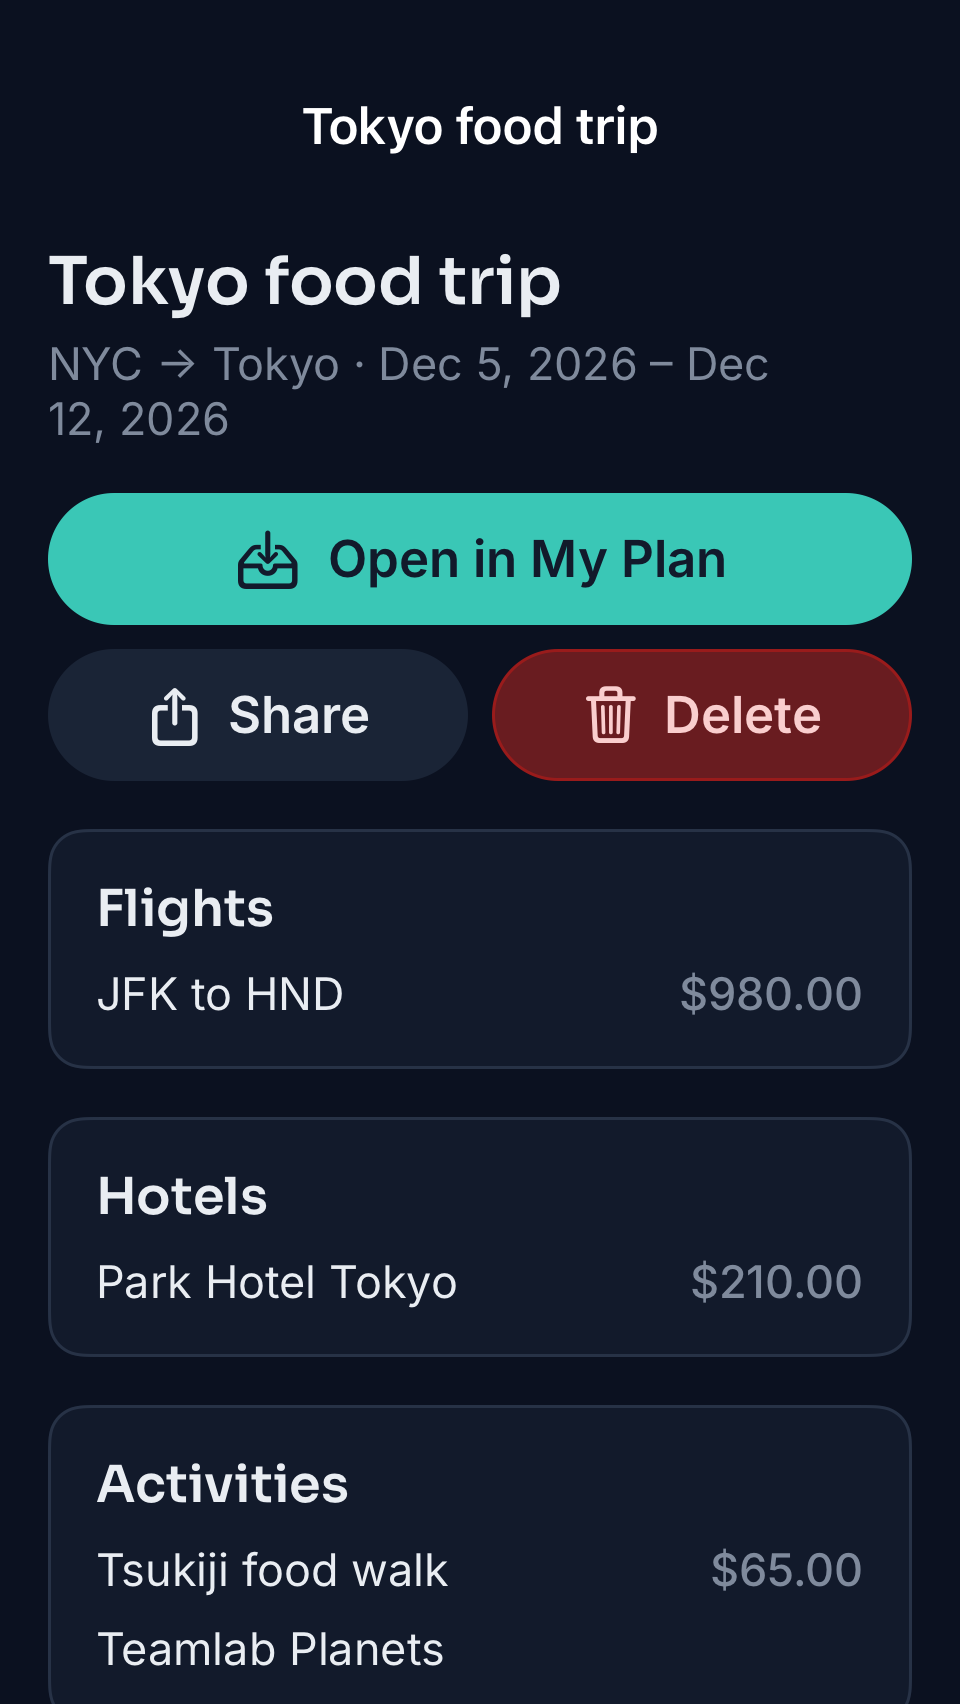 Tokyo food trip
Tokyo food trip
NYC → Tokyo · Dec 5, 2026 – Dec
12, 2026
Open in My Plan
Share
Delete
Flights
JFK to HND $980.00
Hotels
Park Hotel Tokyo $210.00
Activities
Tsukiji food walk $65.00
Teamlab Planets